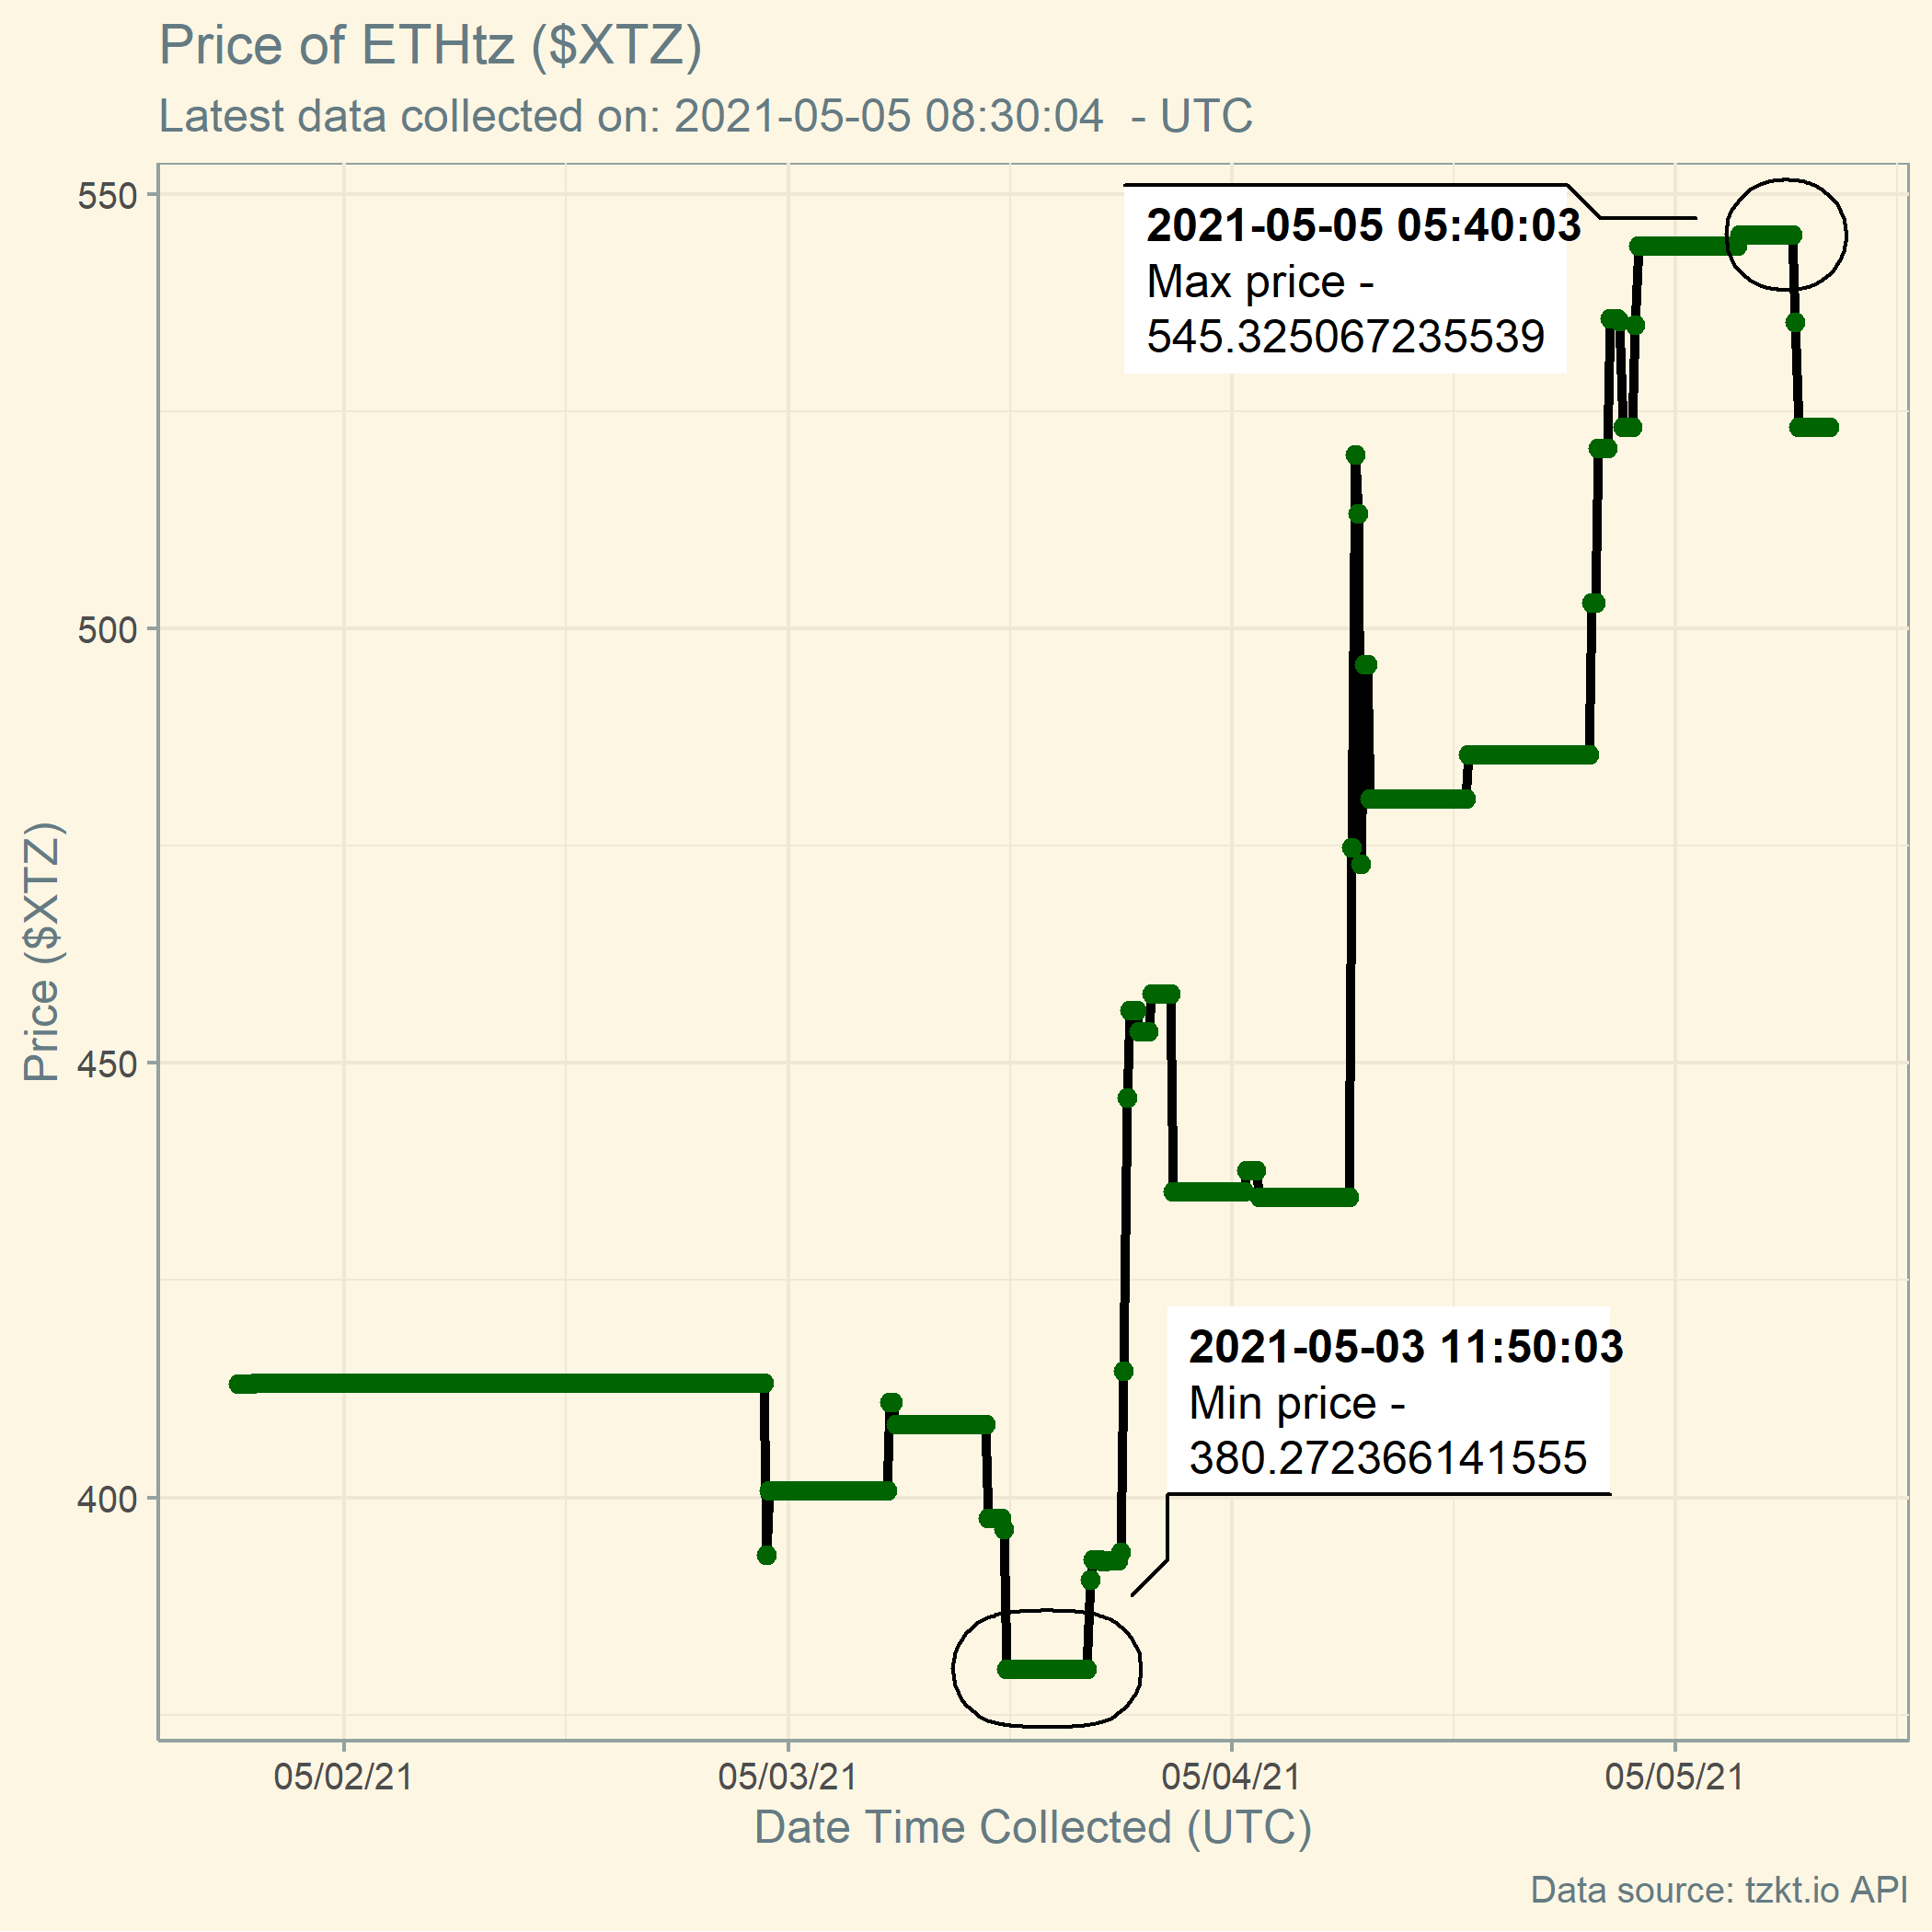 Price of ETHtz ($XTZ)
Latest data collected on: 2021-05-05 08:30:04  - UTC
550
500
450
400
Price ($XTZ)
2021-05-05 05:40:03
Max price -
545.325067235539
2021-05-03 11:50:03
Min price -
380.272366141555
05/02/21
05/03/21
05/04/21
05/05/21
Date Time Collected (UTC)
Data source: tzkt.io API